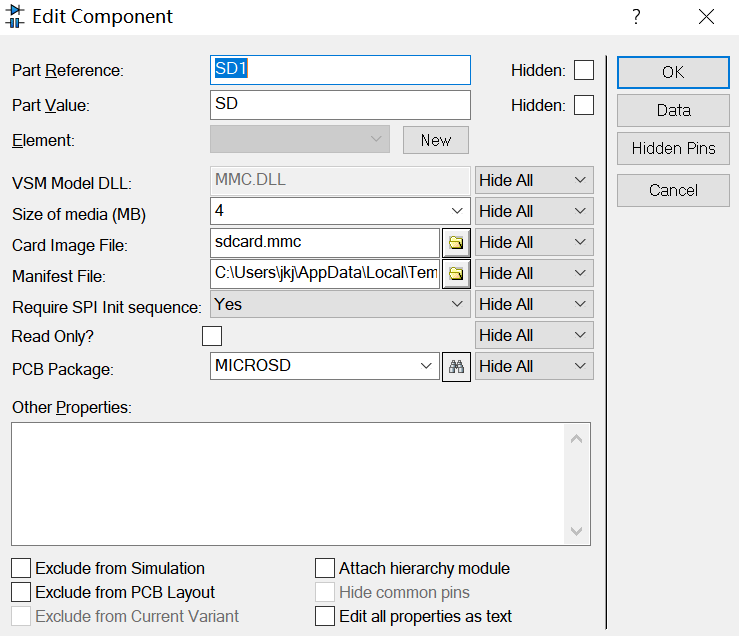 Edit Component ?
Part Reference: SD1 Hidden:
Part Value: SD Hidden:
Element: New
VSM Model DLL: MMC.DLL Hide All
Size of media (MB) 4 Hide All
Card Image File: sdcard.mmc Hide All
Manifest File: C:\Users\jkj\AppData\Local\Tem Hide All
Require SPI Init sequence: Yes Hide All
Read Only? Hide All
PCB Package: MICROSD Hide All
Other Properties:
Exclude from Simulation Attach hierarchy module
Exclude from PCB Layout Hide common pins
Exclude from Current Variant Edit all properties as text
OK
Data
Hidden Pins
Cancel